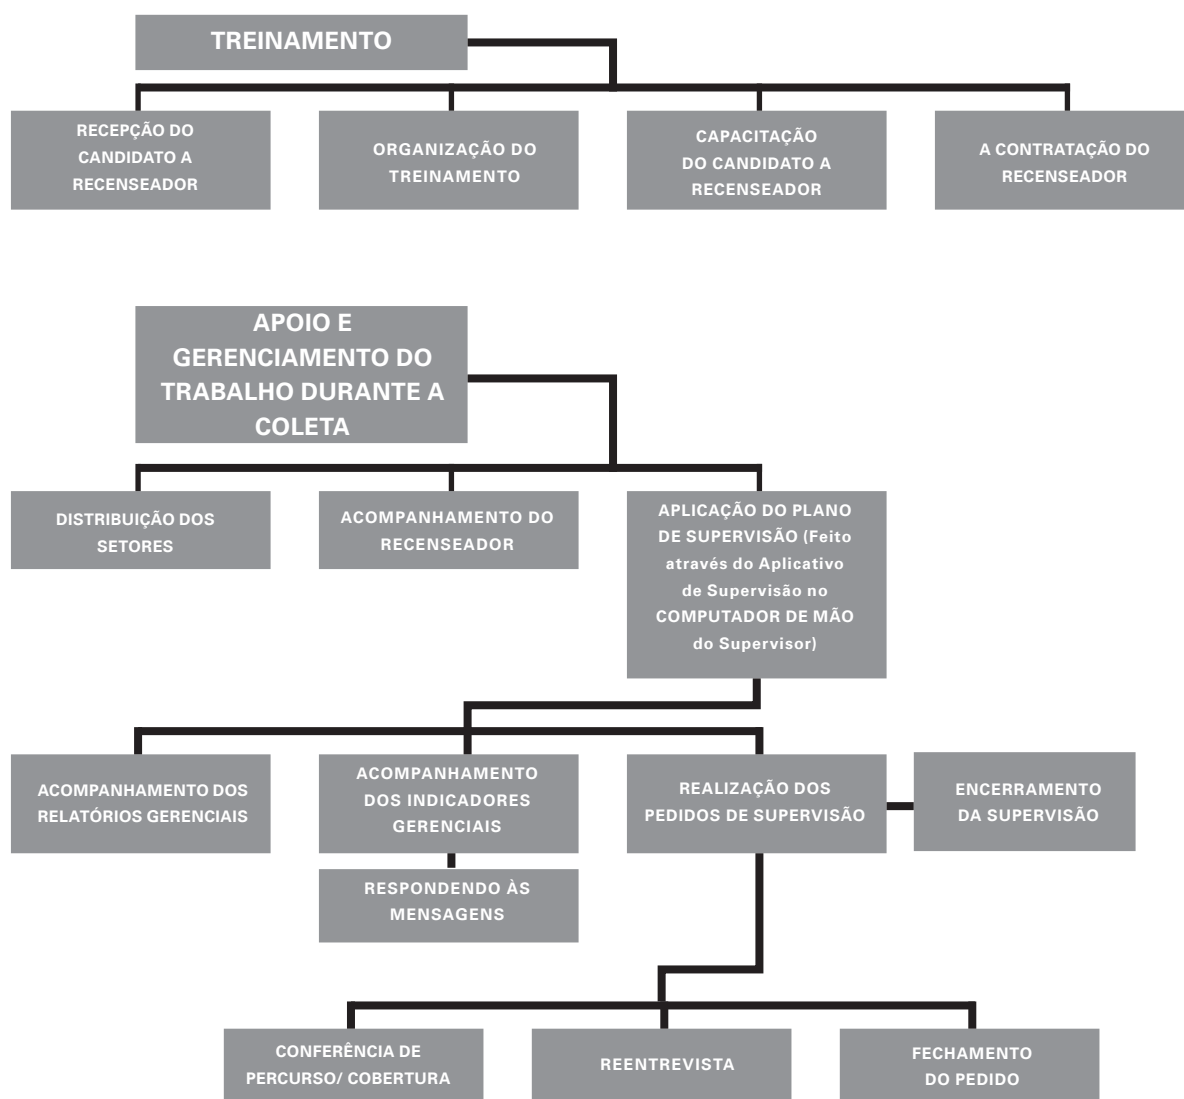 TREINAMENTO
RECEPÇÃO DO
CANDIDATO A
RECENSEADOR
ORGANIZAÇÃO DO
TREINAMENTO
CAPACITAÇÃO
DO CANDIDATO A
RECENSEADOR
A CONTRATAÇÃO DO
RECENSEADOR
APOIO E
GERENCIAMENTO DO
TRABALHO DURANTE A
COLETA
DISTRIBUIÇÃO DOS
SETORES
ACOMPANHAMENTO DO
RECENSEADOR
APLICAÇÃO DO PLANO
DE SUPERVISÃO (Feito
através do Aplicativo
de Supervisão no
COMPUTADOR DE MÃO
do Supervisor)
ACOMPANHAMENTO DOS
RELATÓRIOS GERENCIAIS
ACOMPANHAMENTO
DOS INDICADORES
GERENCIAIS
REALIZAÇÃO DOS
PEDIDOS DE SUPERVISÃO
ENCERRAMENTO
DA SUPERVISÃO
RESPONDENDO ÀS
MENSAGENS
CONFERÊNCIA DE
PERCURSO/ COBERTURA
REENTREVISTA
FECHAMENTO
DO PEDIDO